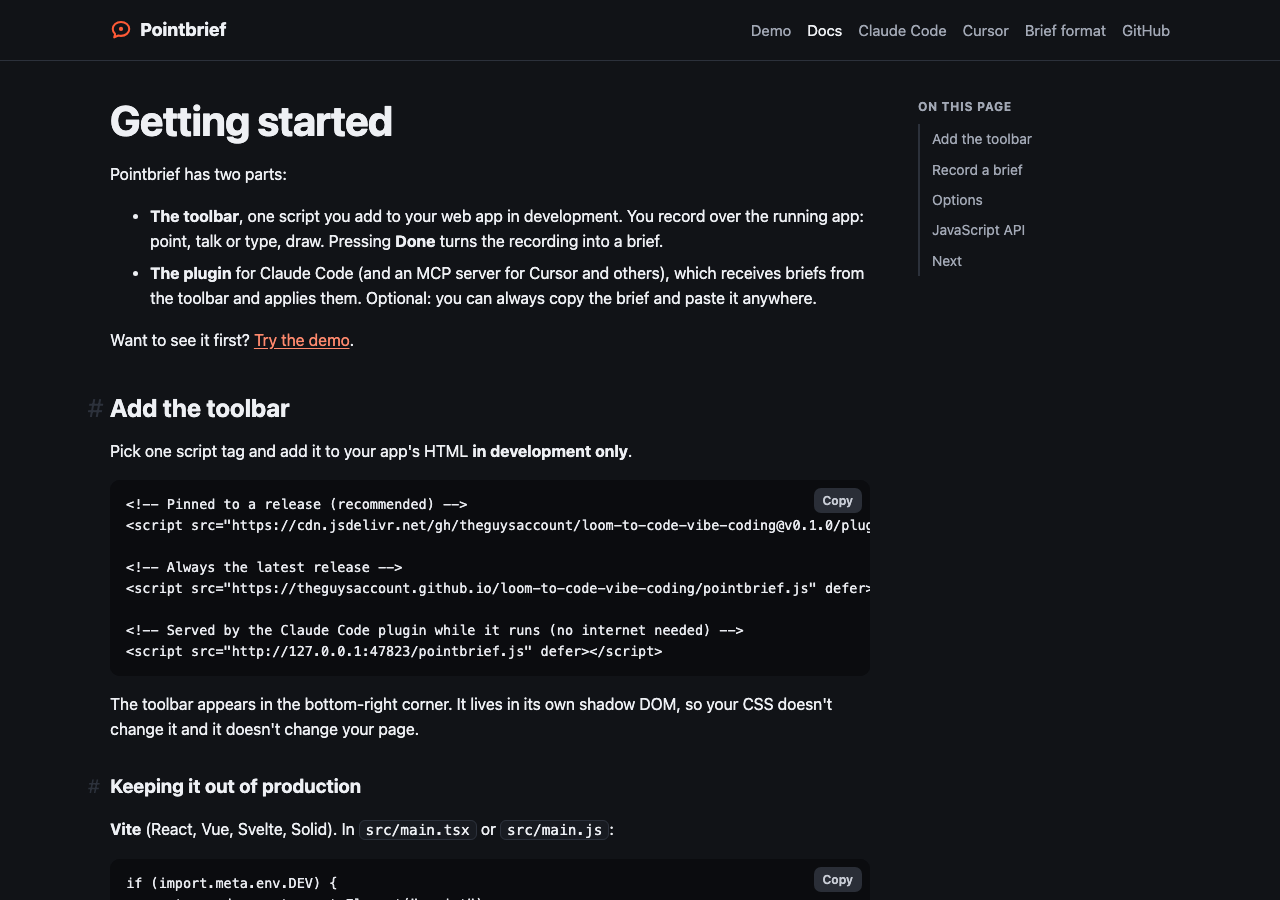 Pointbrief
Demo Docs Claude Code Cursor Brief format GitHub
Getting started
Pointbrief has two parts:
• The toolbar, one script you add to your web app in development. You record over the running app:
point, talk or type, draw. Pressing Done turns the recording into a brief.
• The plugin for Claude Code (and an MCP server for Cursor and others), which receives briefs from
the toolbar and applies them. Optional: you can always copy the brief and paste it anywhere.
Want to see it first? Try the demo.
ON THIS PAGE
Add the toolbar
Record a brief
Options
JavaScript API
Next
# Add the toolbar
Pick one script tag and add it to your app's HTML in development only.
Copy
<!-- Pinned to a release (recommended) -->
<script src="https://cdn.jsdelivr.net/gh/theguysaccount/loom-to-code-vibe-coding@v0.1.0/plug
<!-- Always the latest release -->
<script src="https://theguysaccount.github.io/loom-to-code-vibe-coding/pointbrief.js" defer>
<!-- Served by the Claude Code plugin while it runs (no internet needed) -->
<script src="http://127.0.0.1:47823/pointbrief.js" defer></script>
The toolbar appears in the bottom-right corner. It lives in its own shadow DOM, so your CSS doesn't
change it and it doesn't change your page.
# Keeping it out of production
Vite (React, Vue, Svelte, Solid). In src/main.tsx or src/main.js:
Copy
if (import.meta.env.DEV) {